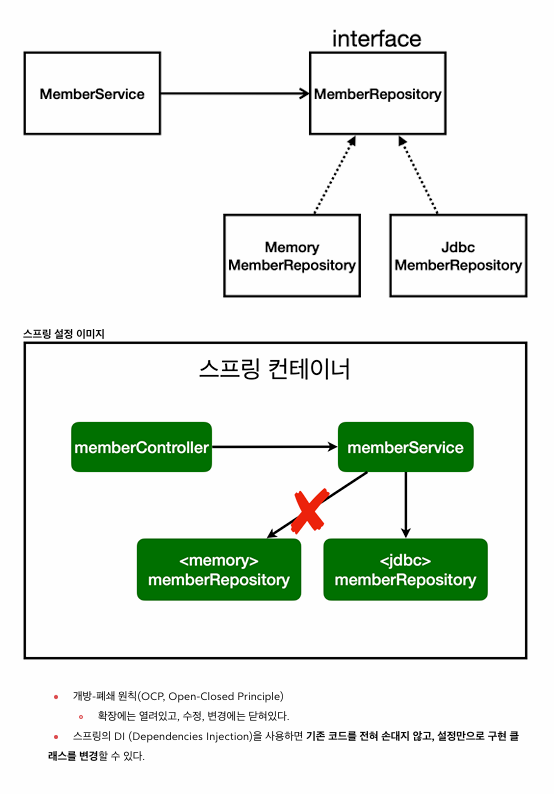 interface
MemberService
MemberRepository
Memory
MemberRepository
Jdbc
MemberRepository
스프링 설정 이미지
스프링 컨테이너
memberController
memberService
<memory>
memberRepository
<jdbc>
memberRepository
개방-폐쇄 원칙(OCP, Open-Closed Principle)
확장에는 열려있고, 수정, 변경에는 닫혀있다.
스프링의 DI (Dependencies Injection)을 사용하면 기존 코드를 전혀 손대지 않고, 설정만으로 구현 클
래스를 변경할 수 있다.